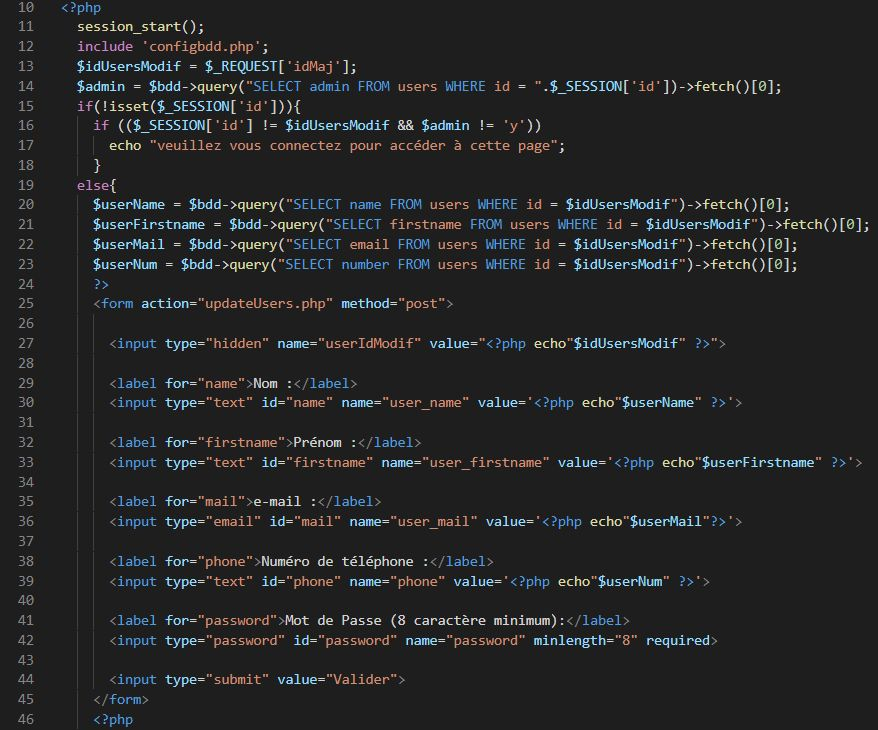 10 <?php
11 session_start();
12 include 'configbdd.php';
13 $idUsersModif = $_REQUEST['idMaj'];
14 $admin = $bdd->query("SELECT admin FROM users WHERE id = ".$_SESSION['id'])->fetch()[0];
15 if(!isset($_SESSION['id'])){
16 if (($_SESSION['id'] != $idUsersModif && $admin != 'y'))
17 echo "veuillez vous connectez pour accéder à cette page";
18 }
19 else{
20 $userName = $bdd->query("SELECT name FROM users WHERE id = $idUsersModif")->fetch()[0];
21 $userFirstname = $bdd->query("SELECT firstname FROM users WHERE id = $idUsersModif")->fetch()[0];
22 $userMail = $bdd->query("SELECT email FROM users WHERE id = $idUsersModif")->fetch()[0];
23 $userNum = $bdd->query("SELECT number FROM users WHERE id = $idUsersModif")->fetch()[0];
24 ?>
25 <form action="updateUsers.php" method="post">
26
27 <input type="hidden" name="userIdModif" value="<?php echo"$idUsersModif" ?>">
28
29 <label for="name">Nom :</label>
30 <input type="text" id="name" name="user_name" value='<?php echo"$userName" ?>'>
31
32 <label for="firstname">Prénom :</label>
33 <input type="text" id="firstname" name="user_firstname" value='<?php echo"$userFirstname" ?>'>
34
35 <label for="mail">e-mail :</label>
36 <input type="email" id="mail" name="user_mail" value='<?php echo"$userMail"?>'>
37
38 <label for="phone">Numéro de téléphone :</label>
39 <input type="text" id="phone" name="phone" value='<?php echo"$userNum" ?>'>
40
41 <label for="password">Mot de Passe (8 caractère minimum):</label>
42 <input type="password" id="password" name="password" minlength="8" required>
43
44 <input type="submit" value="Valider">
45 </form>
46 <?php